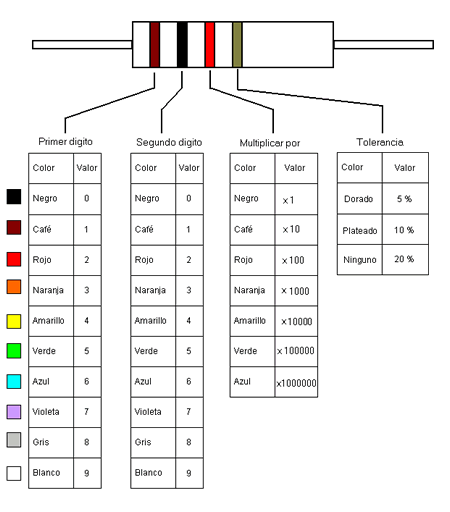 Primer digito
Segundo digito
Multiplicar por
Tolerancia
Color Valor
Negro 0
Café 1
Rojo 2
Naranja 3
Amarillo 4
Verde 5
Azul 6
Violeta 7
Gris 8
Blanco 9
Color Valor
Negro 0
Café 1
Rojo 2
Naranja 3
Amarillo 4
Verde 5
Azul 6
Violeta 7
Gris 8
Blanco 9
Color Valor
Negro x 1
Café x 10
Rojo x 100
Naranja x 1000
Amarillo x10000
Verde x 100000
Azul x1000000
Color Valor
Dorado 5 %
Plateado 10 %
Ninguno 20 %